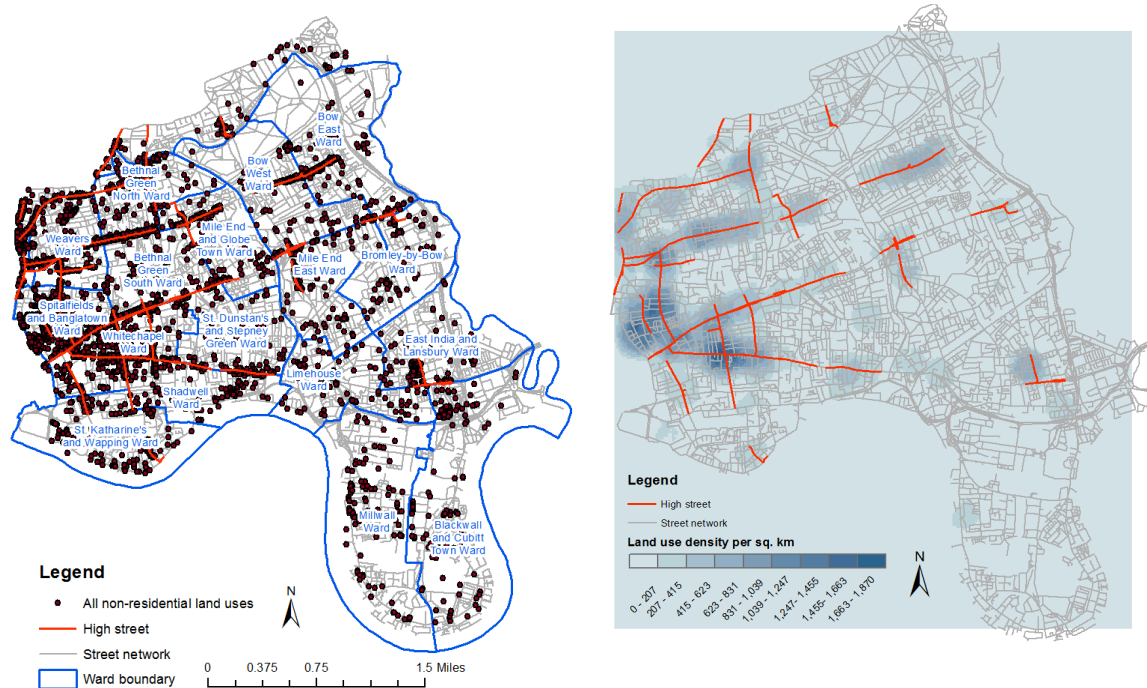 Bow
East
Ward
Bow
West
Ward
Bethnal
Green
North Ward
Weavers
Ward
Bethnal
Green
South Ward
Mile End
and Globe
Town Ward
Mile End
East Ward
Bromley-by-Bow
Ward
Spitalfields
and Banglatown
Ward
Whitechapel
Ward
St. Dunstan's
and Stepney
Green Ward
East India and
Lansbury Ward
Limehouse
Ward
Shadwell
Ward
St. Katharine's
and Wapping Ward
Millwall
Ward
Blackwall
and Cubitt
Town Ward
Legend
All non-residential land uses
High street
Street network
Ward boundary
N
0 0.375 0.75 1.5 Miles
Legend
High street
Street network
Land use density per sq. km
0 - 207
207 - 415
415 - 623
623 - 831
831 - 1,039
1,039 - 1,247
1,247 - 1,455
1,455 - 1,663
1,663 - 1,870
N